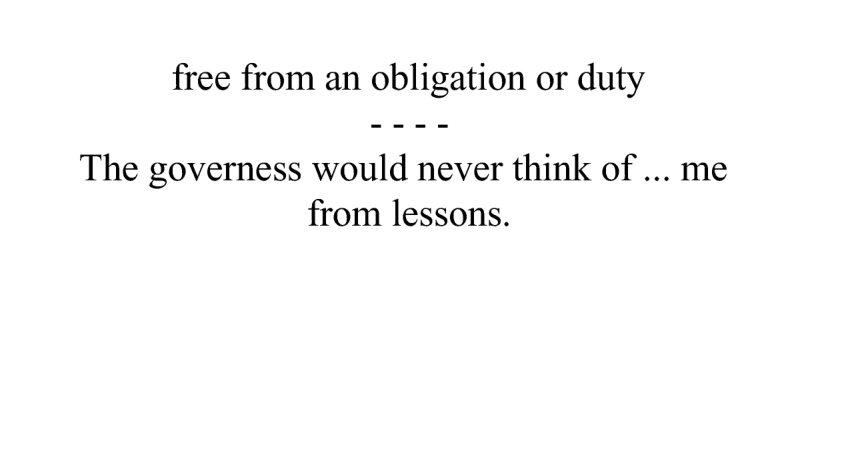 free from an obligation or duty
- - - -
The governess would never think of ... me
from lessons.